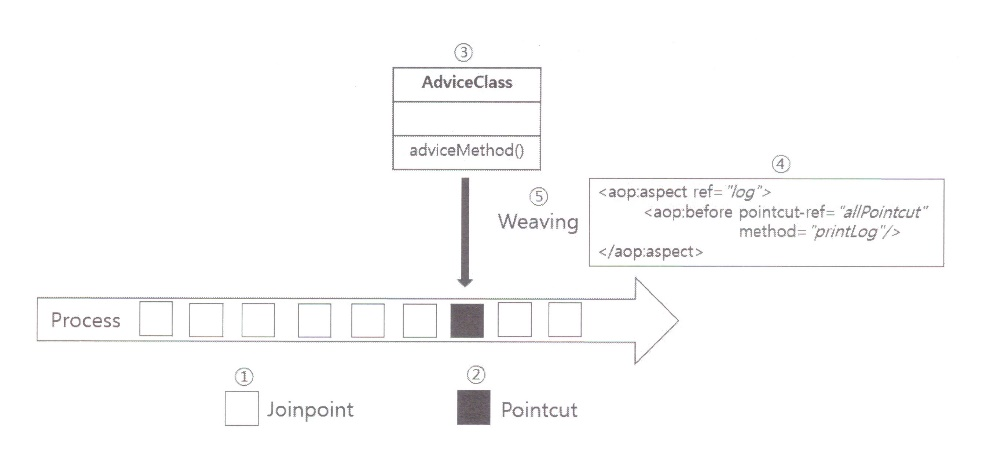 ③
AdviceClass
adviceMethod()
④
<aop:aspect ref="log">
<aop:before pointcut-ref="allPointcut"
method="printLog"/>
</aop:aspect>
⑤
Weaving
Process
①
Joinpoint
②
Pointcut